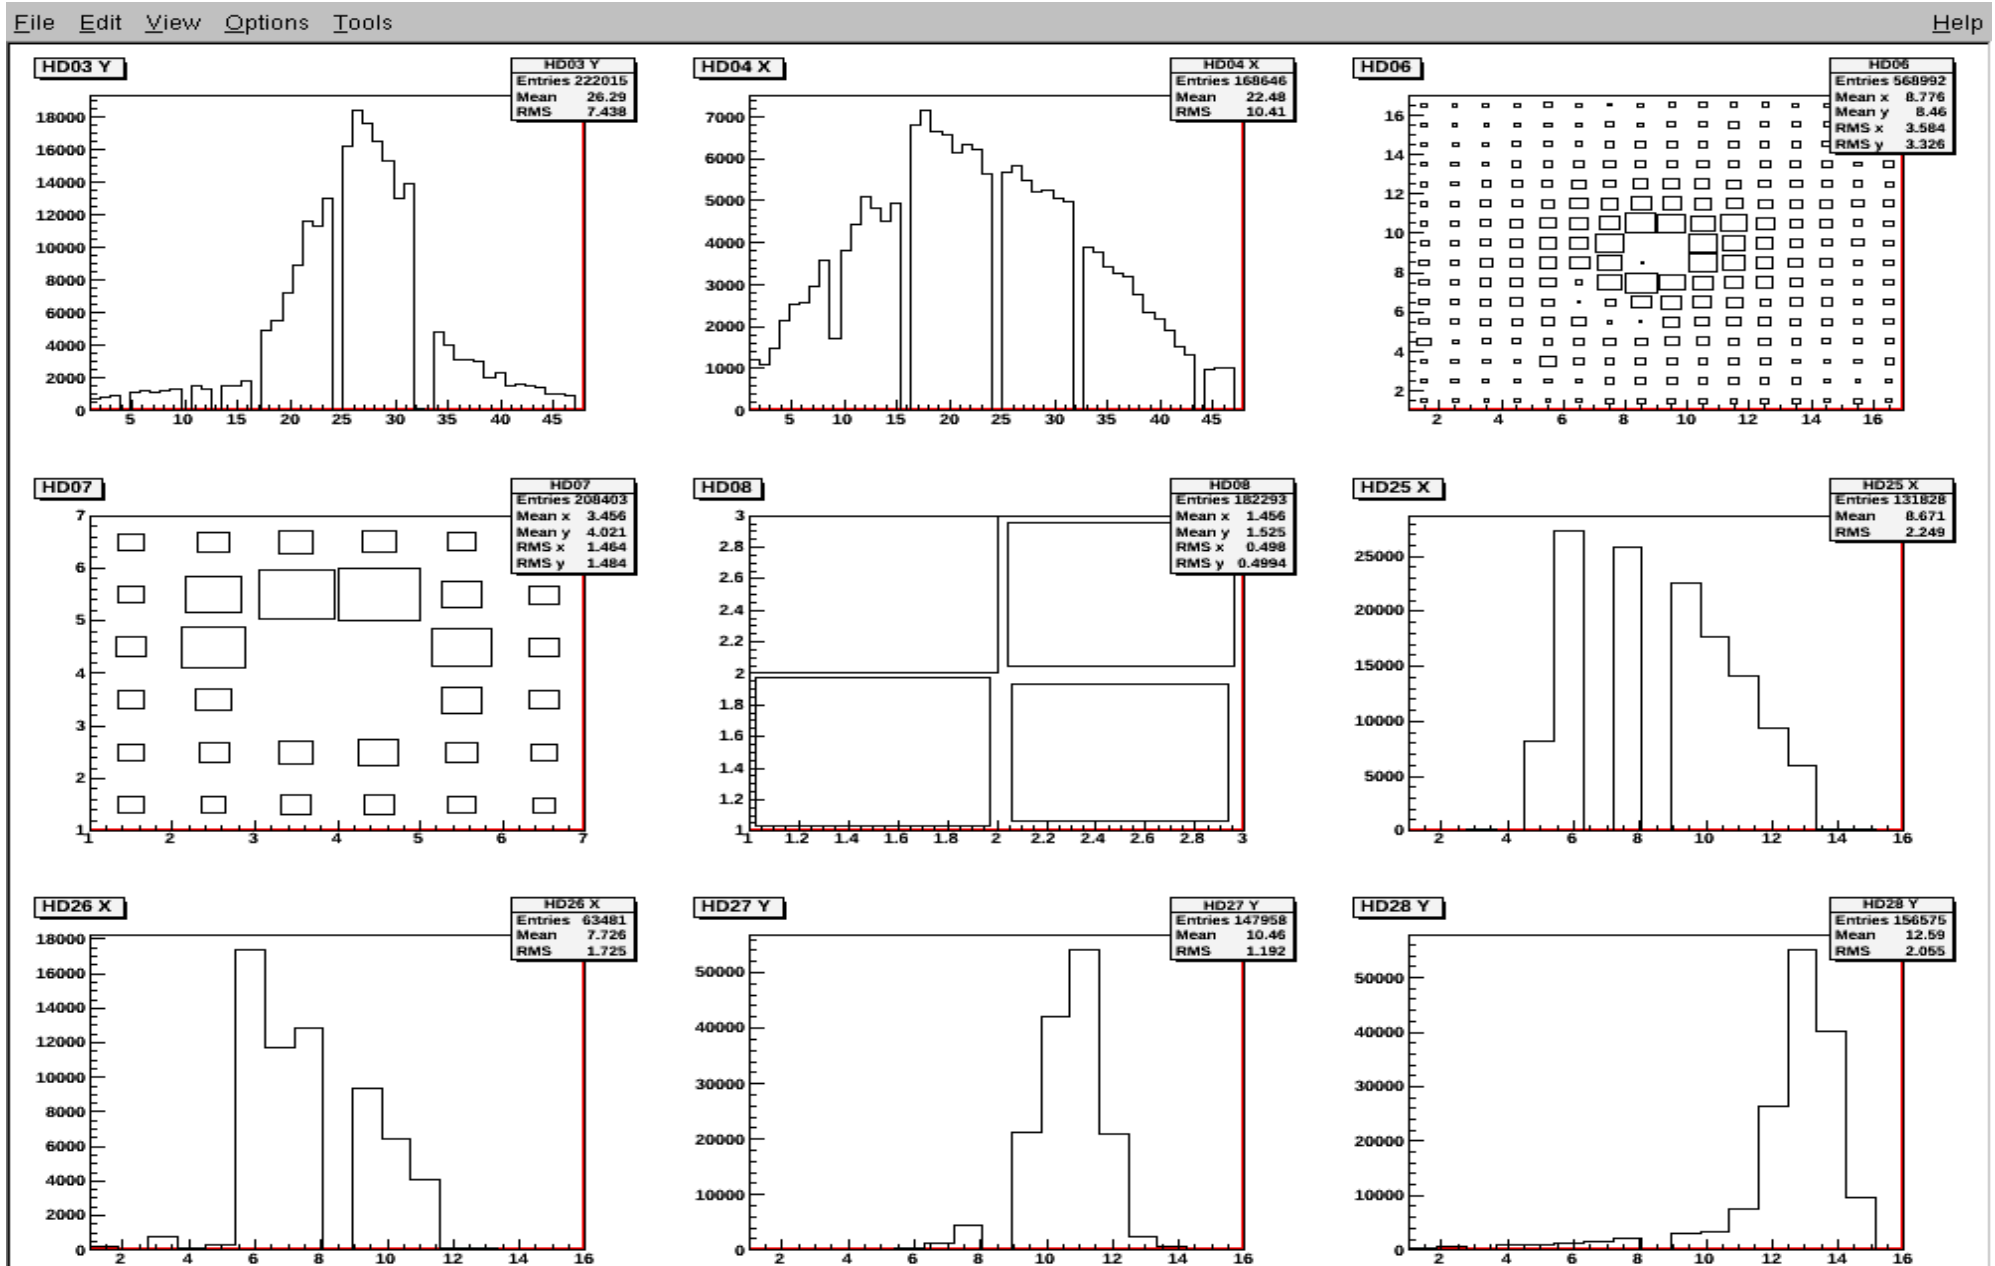 File Edit View Options Tools Help
HD03 Y
HD03 Y
Entries 222015
Mean 26.29
RMS 7.438
18000
16000
14000
12000
10000
8000
6000
4000
2000
0
5 10 15 20 25 30 35 40 45
HD04 X
HD04 X
Entries 168646
Mean 22.48
RMS 10.41
7000
6000
5000
4000
3000
2000
1000
0
5 10 15 20 25 30 35 40 45
HD06
HD06
Entries 568992
Mean x 8.776
Mean y 8.46
RMS x 3.584
RMS y 3.326
16
14
12
10
8
6
4
2
2 4 6 8 10 12 14 16
HD07
HD07
Entries 208403
Mean x 3.456
Mean y 4.021
RMS x 1.464
RMS y 1.484
7
6
5
4
3
2
1
1 2 3 4 5 6 7
HD08
HD08
Entries 182293
Mean x 1.456
Mean y 1.525
RMS x 0.498
RMS y 0.4994
3
2.8
2.6
2.4
2.2
2
1.8
1.6
1.4
1.2
1
1 1.2 1.4 1.6 1.8 2 2.2 2.4 2.6 2.8 3
HD25 X
HD25 X
Entries 131828
Mean 8.671
RMS 2.249
25000
20000
15000
10000
5000
0
2 4 6 8 10 12 14 16
HD26 X
HD26 X
Entries 63481
Mean 7.726
RMS 1.725
18000
16000
14000
12000
10000
8000
6000
4000
2000
0
2 4 6 8 10 12 14 16
HD27 Y
HD27 Y
Entries 147958
Mean 10.46
RMS 1.192
50000
40000
30000
20000
10000
0
2 4 6 8 10 12 14 16
HD28 Y
HD28 Y
Entries 156575
Mean 12.59
RMS 2.055
50000
40000
30000
20000
10000
0
2 4 6 8 10 12 14 16